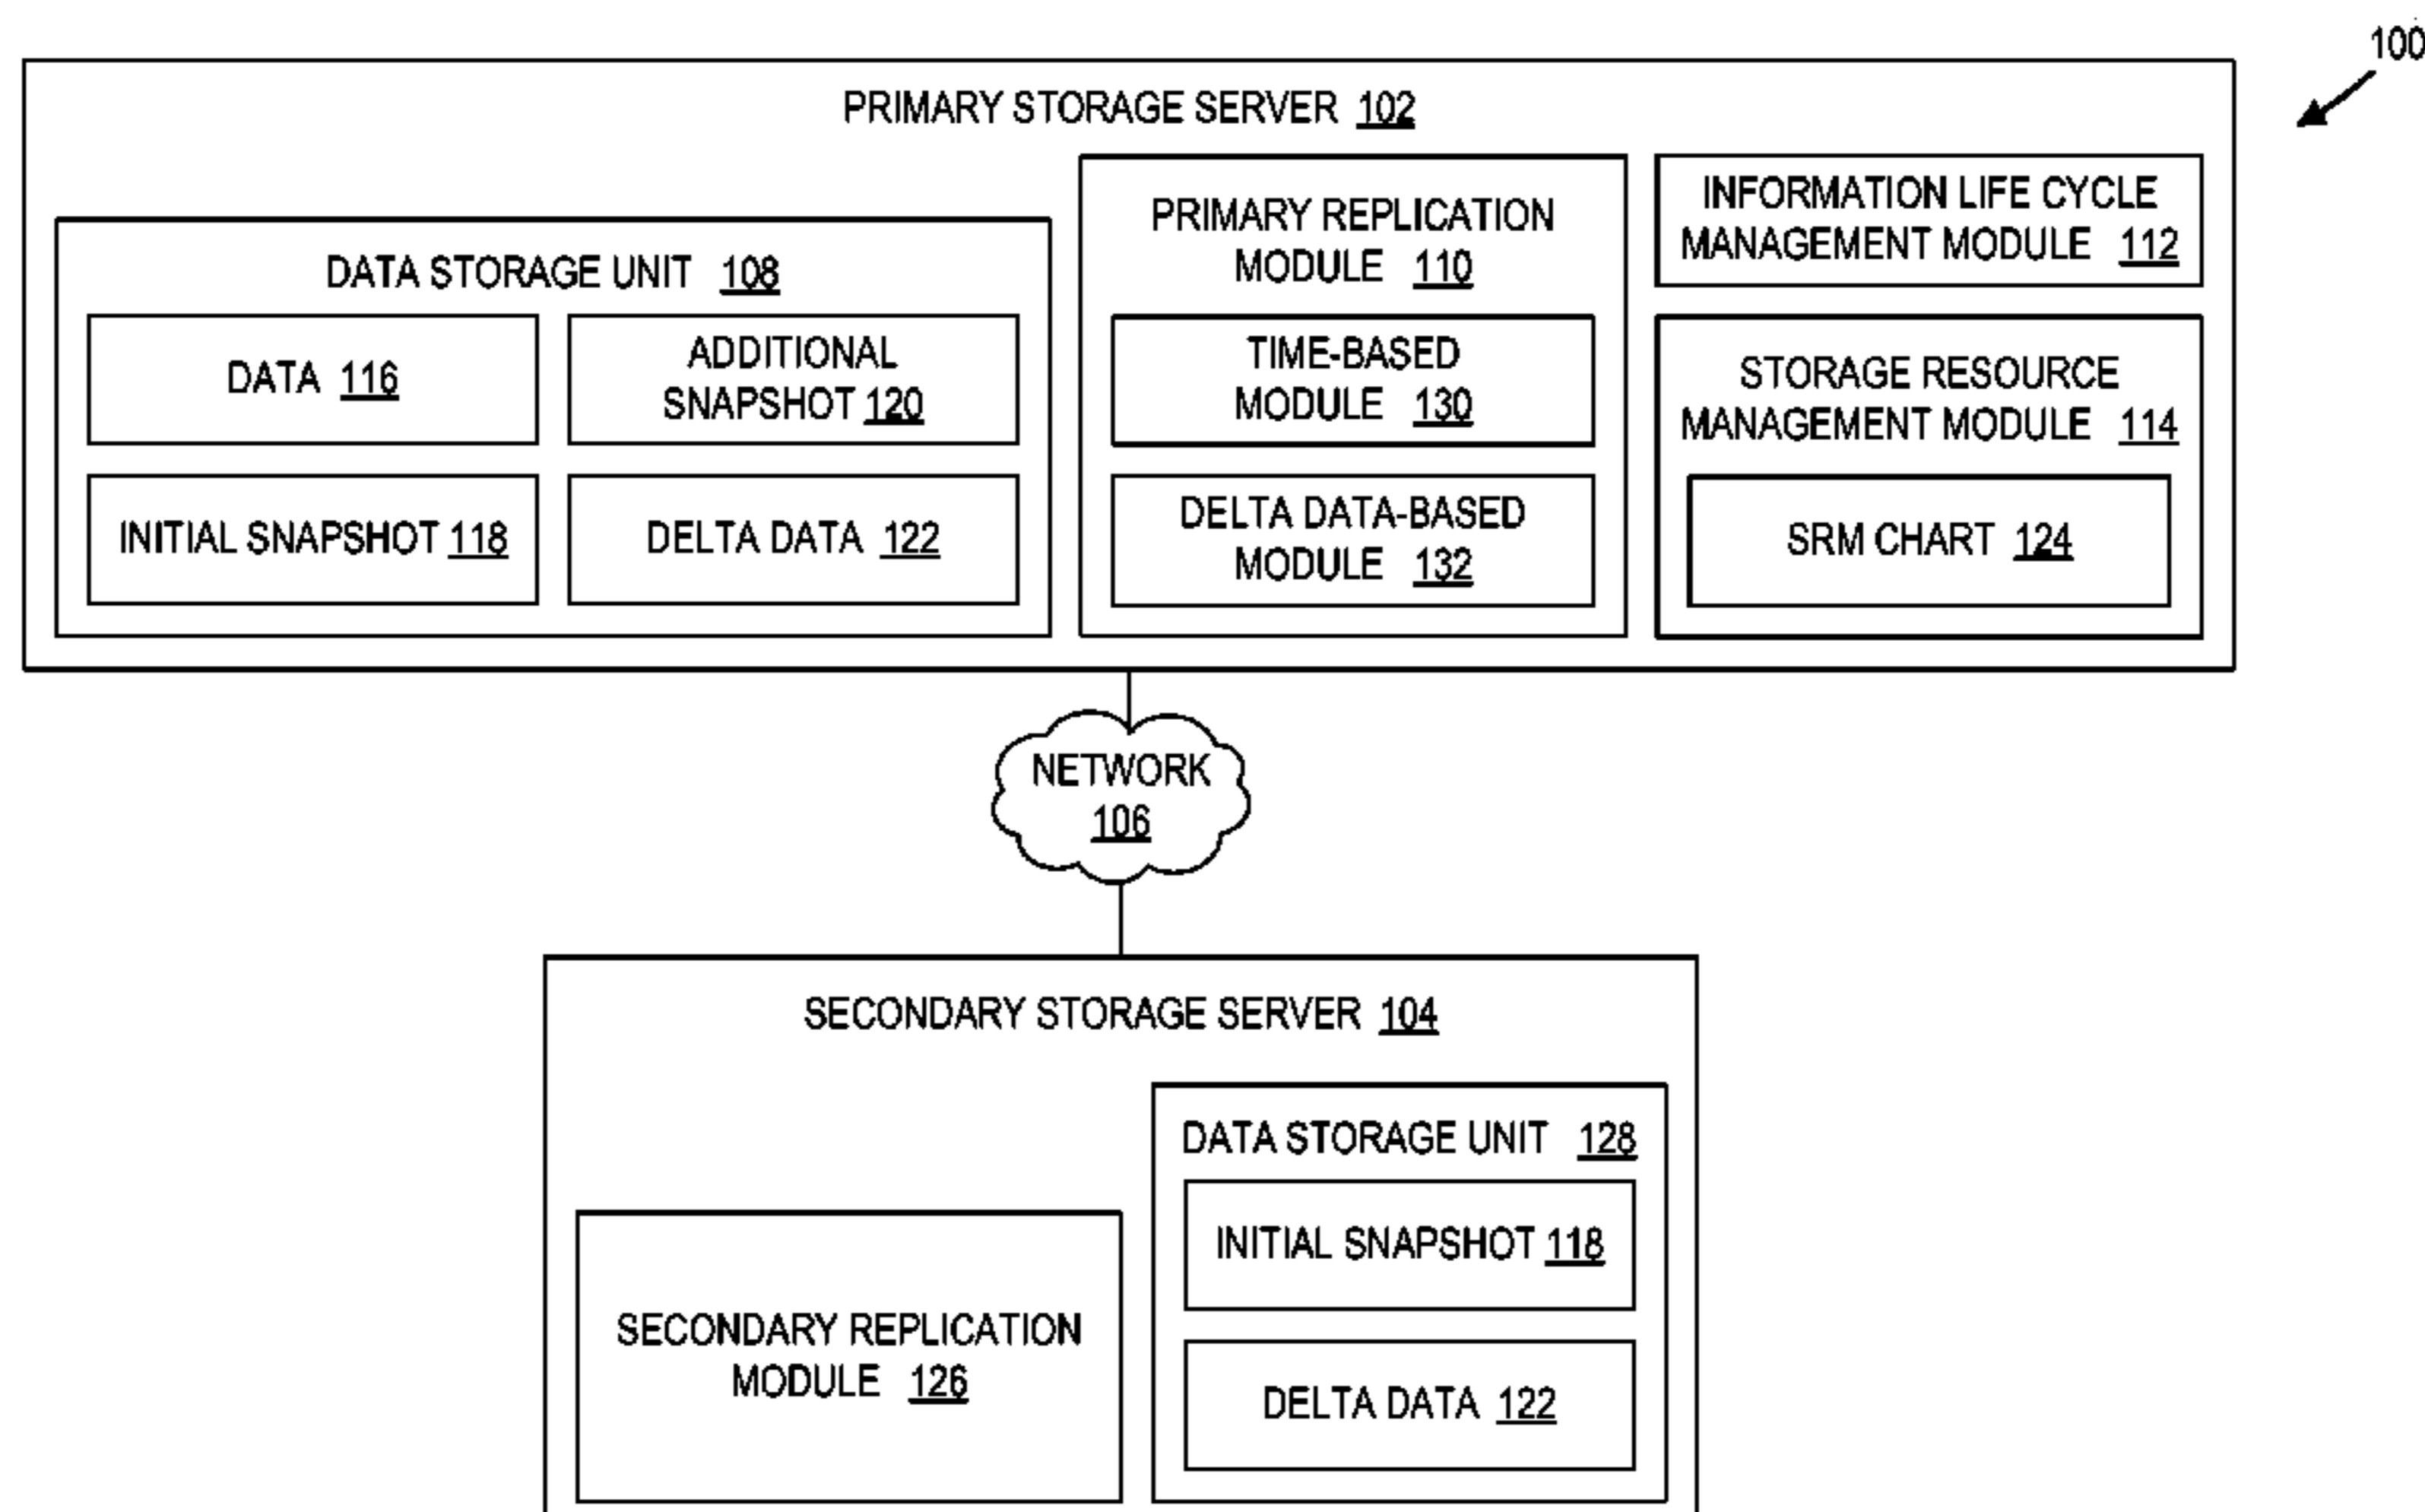 100
PRIMARY STORAGE SERVER 102
DATA STORAGE UNIT 108
DATA 116
ADDITIONAL
SNAPSHOT 120
INITIAL SNAPSHOT 118
DELTA DATA 122
PRIMARY REPLICATION
MODULE 110
TIME-BASED
MODULE 130
DELTA DATA-BASED
MODULE 132
INFORMATION LIFE CYCLE
MANAGEMENT MODULE 112
STORAGE RESOURCE
MANAGEMENT MODULE 114
SRM CHART 124
NETWORK
106
SECONDARY STORAGE SERVER 104
SECONDARY REPLICATION
MODULE 126
DATA STORAGE UNIT 128
INITIAL SNAPSHOT 118
DELTA DATA 122